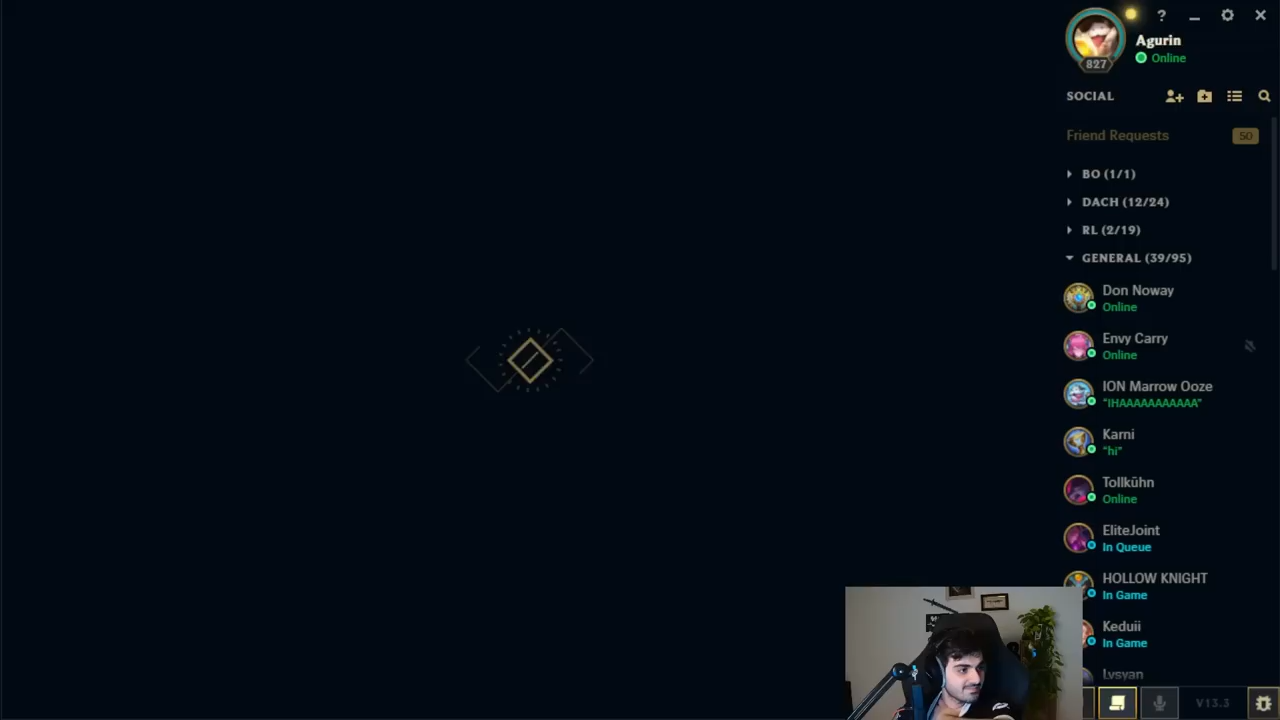 ?
Agurin
827
Online
SOCIAL
Friend Requests
50
BO (1/1)
DACH (12/24)
RL (2/19)
GENERAL (39/95)
Don Noway
Online
Envy Carry
Online
ION Marrow Ooze
"IHAAAAAAAAAAA"
Karni
"hi"
Tollkühn
Online
EliteJoint
In Queue
HOLLOW KNIGHT
In Game
Keduii
In Game
Lvsyan
V13.3